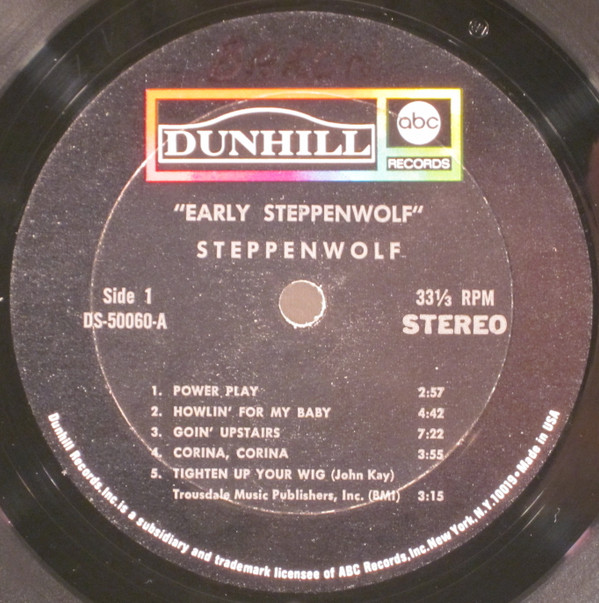 DUNHILL
abc
RECORDS
"EARLY STEPPENWOLF"
STEPPENWOLF
Side 1
DS-50060-A
33⅓ RPM
STEREO
1. POWER PLAY 2:57
2. HOWLIN' FOR MY BABY 4:42
3. GOIN' UPSTAIRS 7:22
4. CORINA, CORINA 3:55
5. TIGHTEN UP YOUR WIG (John Kay)
Trousdale Music Publishers, Inc. (BMI) 3:15
Dunhill Records,Inc.is a subsidiary and trademark licensee of ABC Records,Inc.New York,N.Y.10019•Made in USA